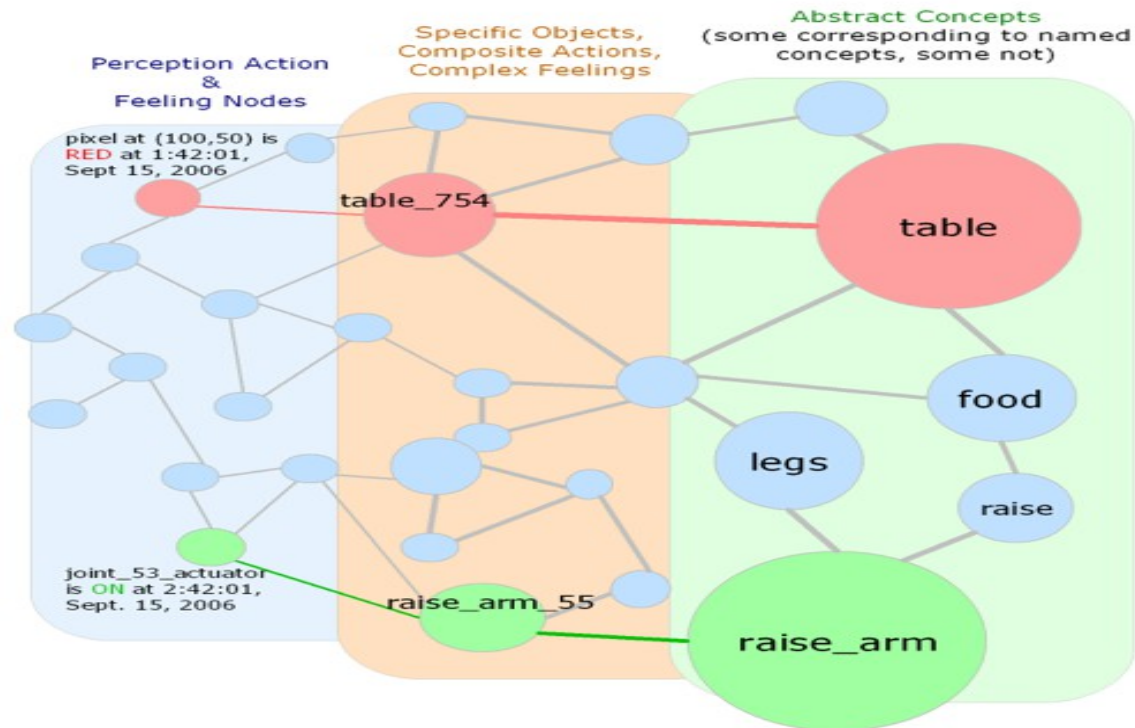 Abstract Concepts
(some corresponding to named
concepts, some not)
Specific Objects,
Composite Actions,
Complex Feelings
Perception Action
&
Feeling Nodes
pixel at (100,50) is
RED at 1:42:01,
Sept 15, 2006
table_754
table
food
legs
raise
joint_53_actuator
is ON at 2:42:01,
Sept. 15, 2006
raise_arm_55
raise_arm